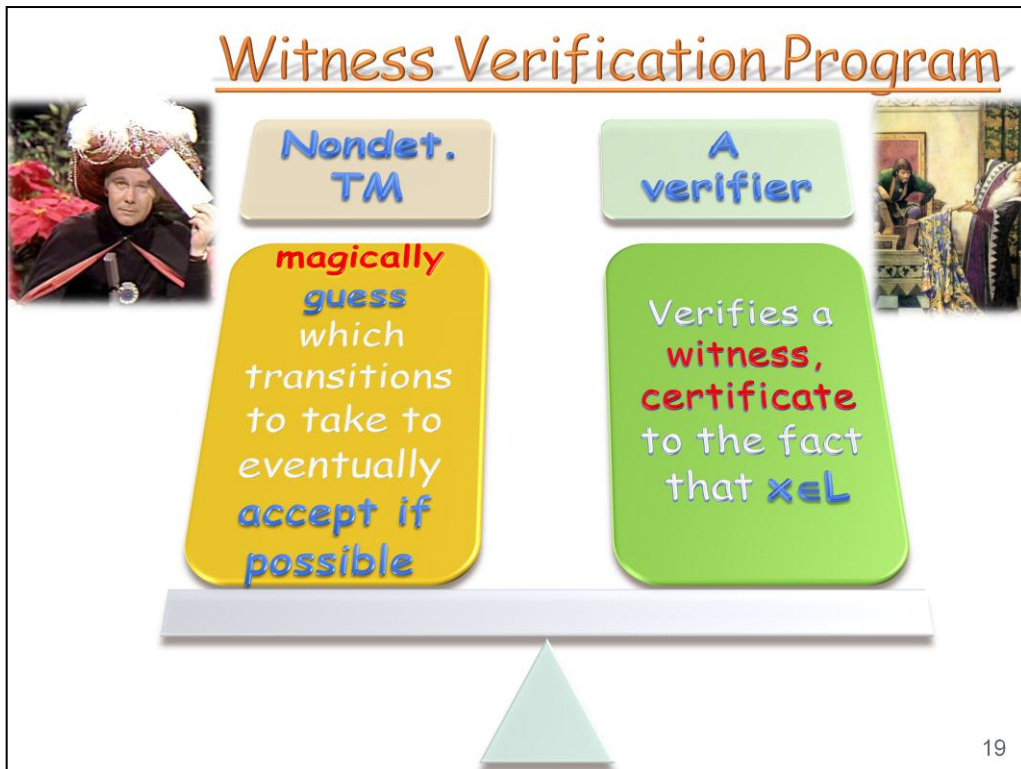 Witness Verification Program
Nondet.
TM
magically
guess
which
transitions
to take to
eventually
accept if
possible
A
verifier
Verifies a
witness,
certificate
to the fact
that x∈L
19